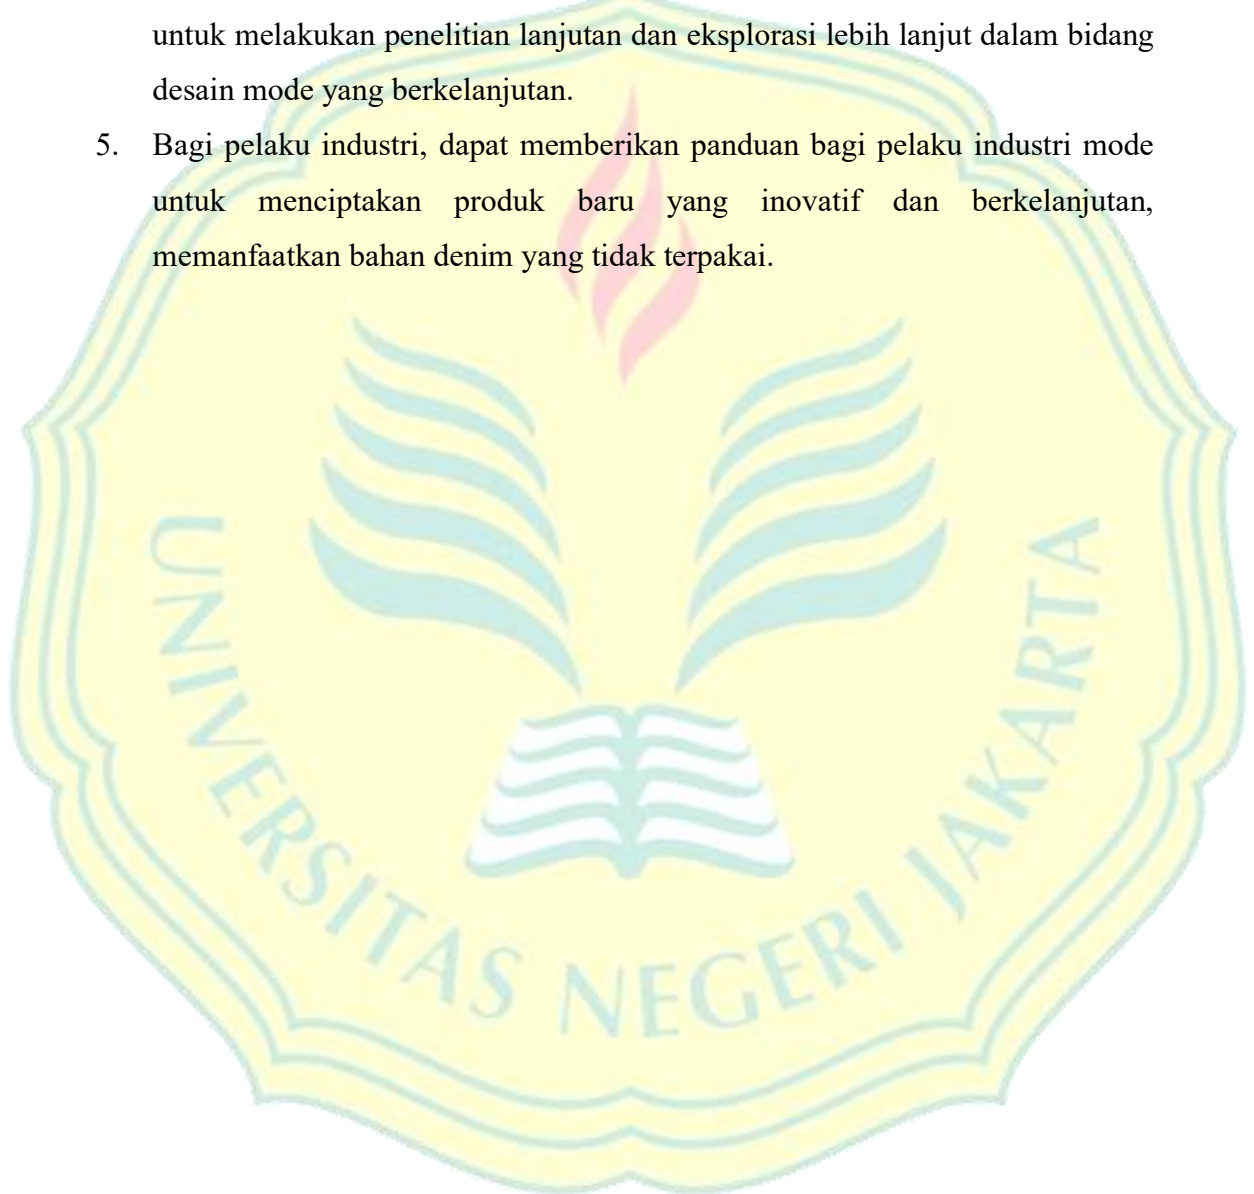 untuk melakukan penelitian lanjutan dan eksplorasi lebih lanjut dalam bidang
desain mode yang berkelanjutan.
5. Bagi pelaku industri, dapat memberikan panduan bagi pelaku industri mode
untuk menciptakan produk baru yang inovatif dan berkelanjutan,
memanfaatkan bahan denim yang tidak terpakai.
UNIVERSITAS NEGERI JAKARTA